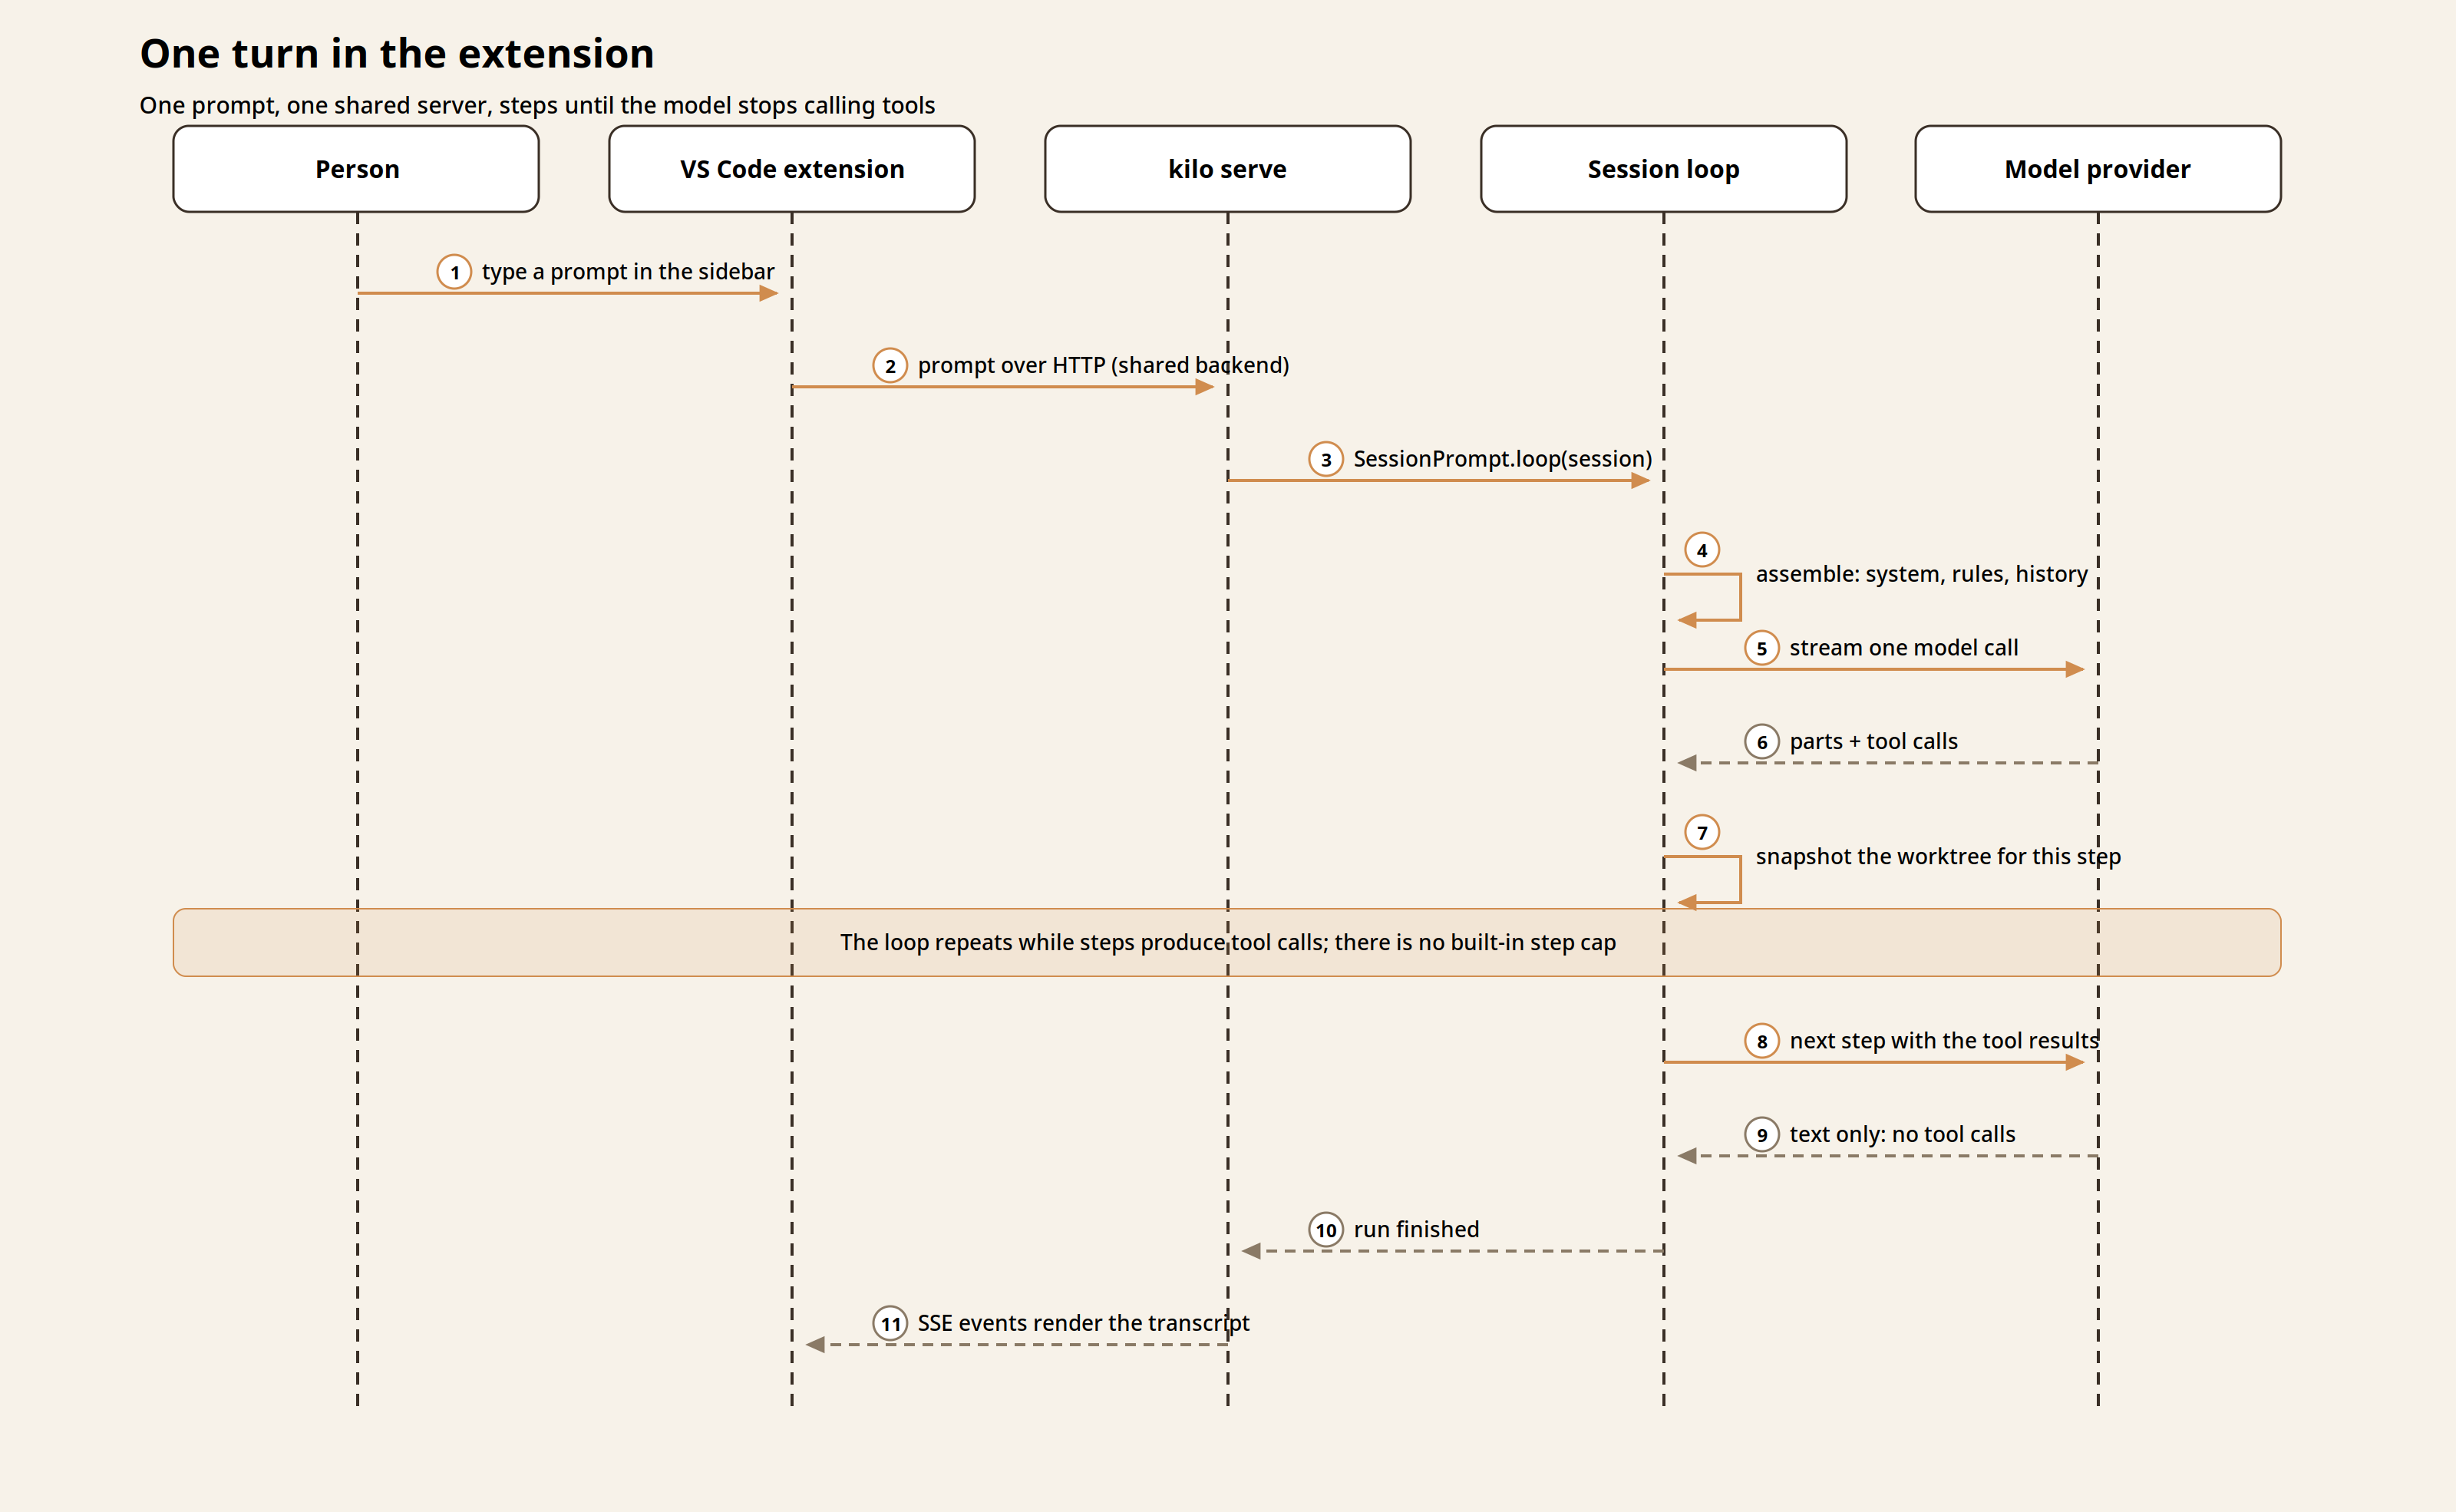 One turn in the extension
One prompt, one shared server, steps until the model stops calling tools
Person
VS Code extension
kilo serve
Session loop
Model provider
1 type a prompt in the sidebar
2 prompt over HTTP (shared backend)
3 SessionPrompt.loop(session)
4 assemble: system, rules, history
5 stream one model call
6 parts + tool calls
7 snapshot the worktree for this step
The loop repeats while steps produce tool calls; there is no built-in step cap
8 next step with the tool results
9 text only: no tool calls
10 run finished
11 SSE events render the transcript